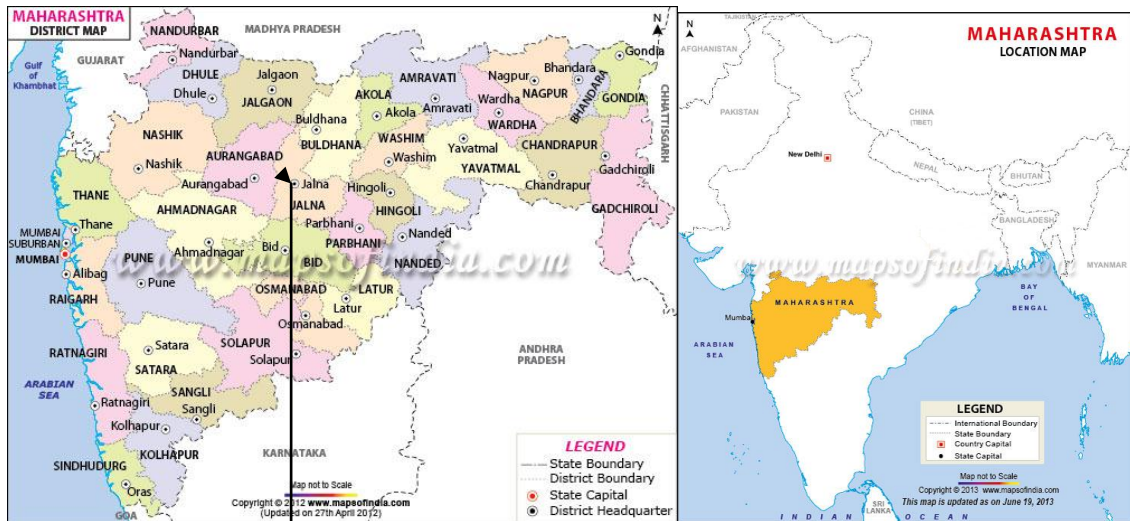 MAHARASHTRA
DISTRICT MAP
N
MADHYA PRADESH
GUJARAT
Gulf
of
Khambhat
NANDURBAR
Nandurbar
DHULE
Dhule
Jalgaon
JALGAON
AMRAVATI
Amravati
AKOLA
Akola
Buldhana
BULDHANA
WASHIM
Washim
Nagpur
NAGPUR
Wardha
WARDHA
Bhandara
BHANDARA
Gondia
GONDIA
CHHATTISGARH
NASHIK
Nashik
AURANGABAD
Aurangabad
Jalna
JALNA
Hingoli
HINGOLI
Yavatmal
YAVATMAL
CHANDRAPUR
Chandrapur
Gadchiroli
GADCHIROLI
THANE
Thane
MUMBAI
SUBURBAN
MUMBAI
Alibag
RAIGARH
AHMADNAGAR
Ahmadnagar
Bid
BID
Parbhani
PARBHANI
Nanded
NANDED
PUNE
Pune
www.mapsofindia.com
OSMANABAD
Osmanabad
LATUR
Latur
SOLAPUR
Solapur
Satara
SATARA
RATNAGIRI
Ratnagiri
ARABIAN
SEA
SANGLI
Sangli
Kolhapur
KOLHAPUR
SINDHUDURG
Oras
GOA
KARNATAKA
ANDHRA
PRADESH
LEGEND
State Boundary
District Boundary
State Capital
District Headquarter
Map not to Scale
Copyright © 2012 www.mapsofindia.com
(Updated on 27th April 2012)
N
TAJIKISTAN
AFGHANISTAN
MAHARASHTRA
LOCATION MAP
PAKISTAN
CHINA
(TIBET)
New Delhi
NEPAL
BHUTAN
BANGLADESH
MYANMAR
www.mapsofindia.com
MAHARASHTRA
Mumbai
ARABIAN
SEA
BAY
OF
BENGAL
LEGEND
International Boundary
State Boundary
Country Capital
State Capital
Map not to Scale
Copyright © 2013 www.mapsofindia.com
This map is updated as on June 19, 2013
SRI
LANKA
INDIAN OCEAN